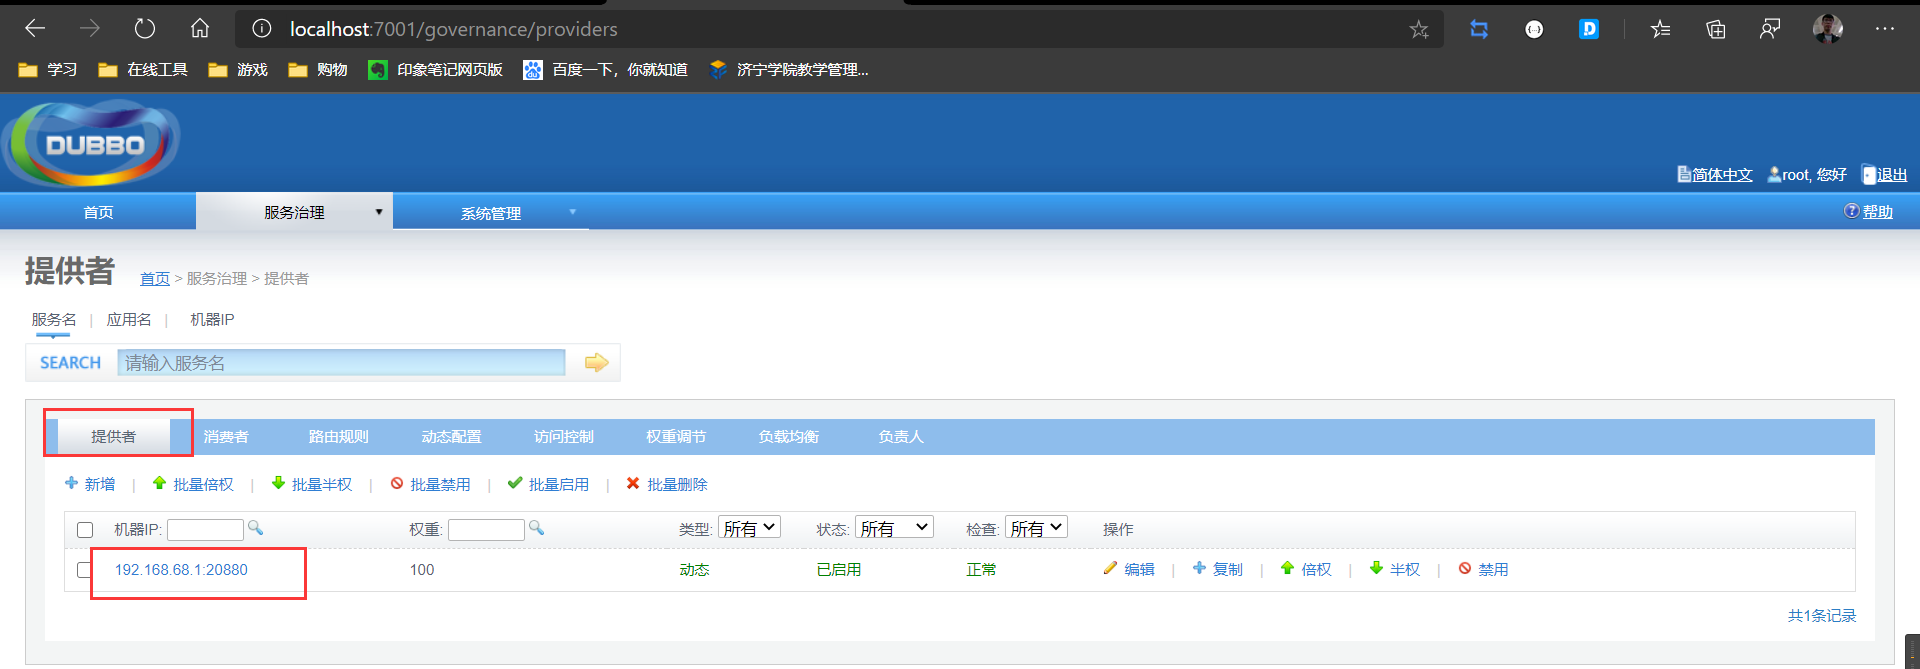 localhost:7001/governance/providers
学习 在线工具 游戏 购物 印象笔记网页版 百度一下，你就知道 济宁学院教学管理...
DUBBO
简体中文 root, 您好 退出
首页 服务治理 系统管理 帮助
提供者 首页 > 服务治理 > 提供者
服务名 | 应用名 | 机器IP
SEARCH 请输入服务名
提供者 消费者 路由规则 动态配置 访问控制 权重调节 负载均衡 负责人
新增 | 批量倍权 | 批量半权 | 批量禁用 | 批量启用 | 批量删除
机器IP: 权重: 类型: 所有 状态: 所有 检查: 所有 操作
192.168.68.1:20880 100 动态 已启用 正常 编辑 | 复制 | 倍权 | 半权 | 禁用
共1条记录